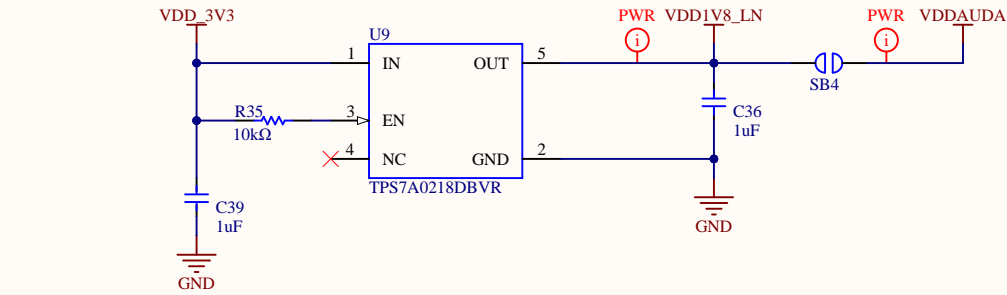 VDD_3V3
PWR VDD1V8_LN
PWR VDDAUDA
U9
1 IN OUT 5
SB4
R35
10kΩ
3 EN
C36
1uF
4 NC GND 2
TPS7A0218DBVR
C39
1uF
GND
GND
i
i